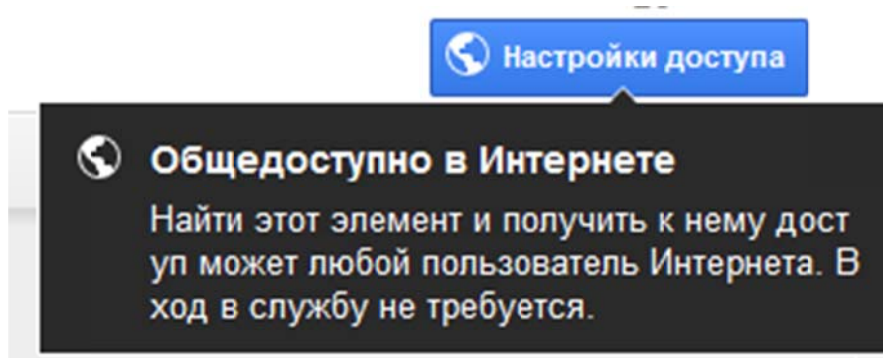 Настройки доступа
Общедоступно в Интернете
Найти этот элемент и получить к нему дост
уп может любой пользователь Интернета. В
ход в службу не требуется.